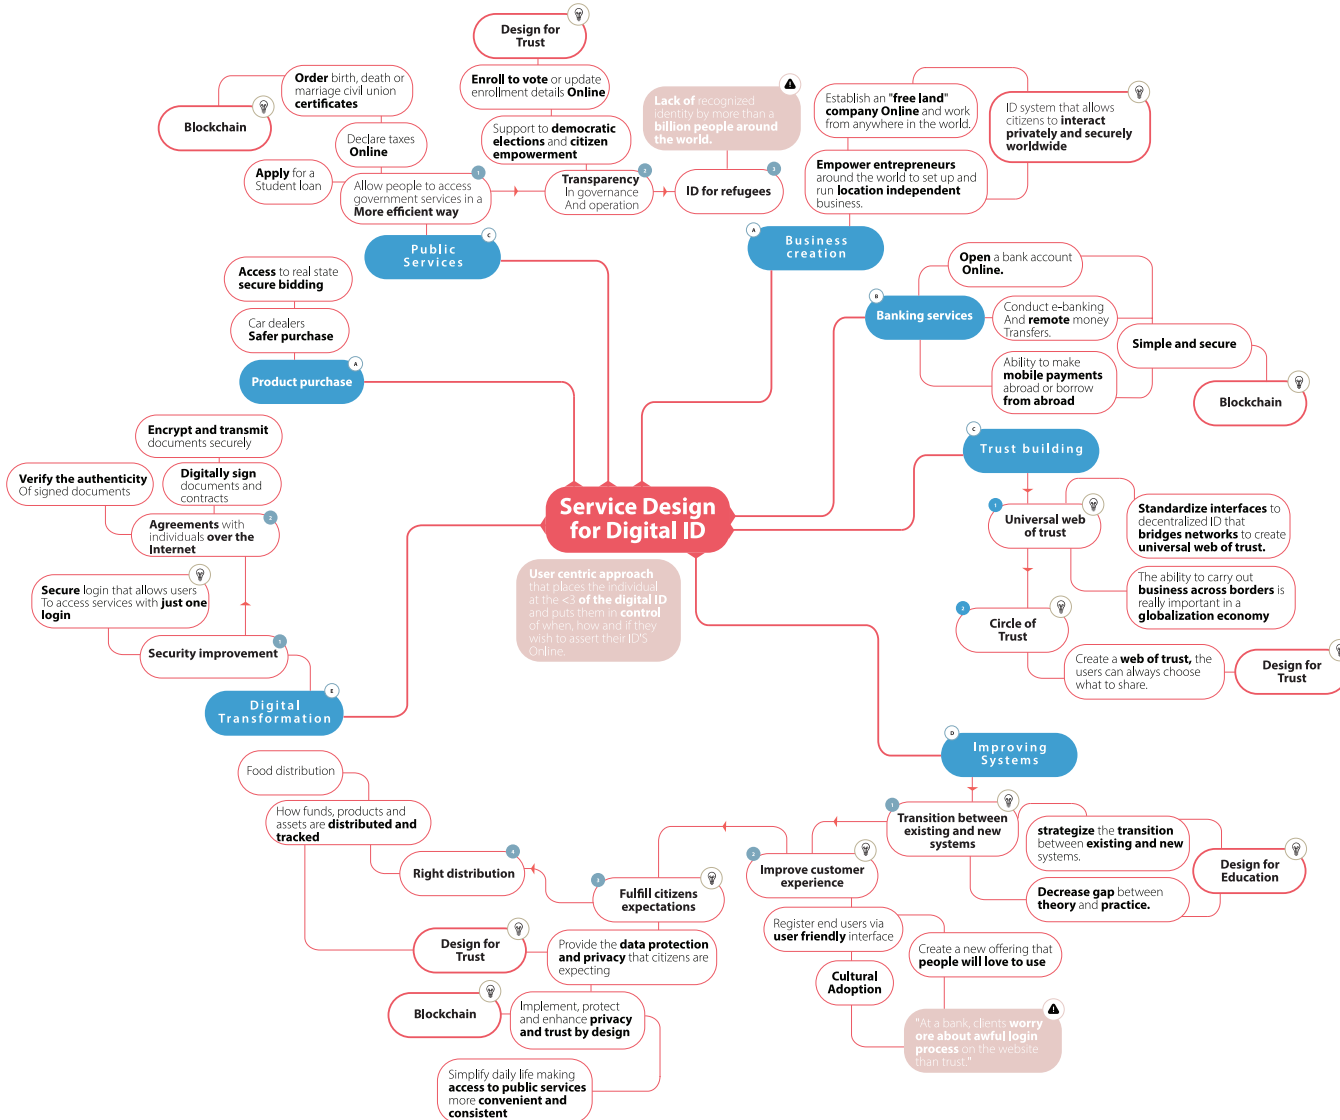 Design for
Trust
Order birth, death or
marriage civil union
certificates
Blockchain
Declare taxes
Online
Apply for a
Student loan
Allow people to access
government services in a
More efficient way
1
Public
Services
C
Enroll to vote or update
enrollment details Online
Support to democratic
elections and citizen
empowerment
Transparency
In governance
And operation
2
Lack of recognized
identity by more than a
billion people around
the world.
ID for refugees
3
Establish an "free land"
company Online and work
from anywhere in the world.
ID system that allows
citizens to interact
privately and securely
worldwide
Empower entrepreneurs
around the world to set up and
run location independent
business.
A
Business
creation
Open a bank account
Online.
B
Banking services
Conduct e-banking
And remote money
Transfers.
Simple and secure
Ability to make
mobile payments
abroad or borrow
from abroad
Blockchain
Access to real state
secure bidding
Car dealers
Safer purchase
Product purchase
A
Encrypt and transmit
documents securely
Verify the authenticity
Of signed documents
Digitally sign
documents and
contracts
Agreements with
individuals over the
Internet
2
Secure login that allows users
To access services with just one
login
Security improvement
1
Digital
Transformation
E
Service Design
for Digital ID
User centric approach
that places the individual
at the <3 of the digital ID
and puts them in control
of when, how and if they
wish to assert their ID'S
Online.
C
Trust building
1
Universal web
of trust
Standardize interfaces to
decentralized ID that
bridges networks to create
universal web of trust.
The ability to carry out
business across borders is
really important in a
globalization economy
2
Circle of
Trust
Create a web of trust, the
users can always choose
what to share.
Design for
Trust
D
Improving
Systems
1
Transition between
existing and new
systems
strategize the transition
between existing and new
systems.
Decrease gap between
theory and practice.
Design for
Education
2
Improve customer
experience
Register end users via
user friendly interface
Cultural
Adoption
Create a new offering that
people will love to use
"At a bank, clients worry
ore about awful login
process on the website
than trust."
3
Fulfill citizens
expectations
Provide the data protection
and privacy that citizens are
expecting
Design for
Trust
Implement, protect
and enhance privacy
and trust by design
Blockchain
Simplify daily life making
access to public services
more convenient and
consistent
4
Right distribution
How funds, products and
assets are distributed and
tracked
Food distribution